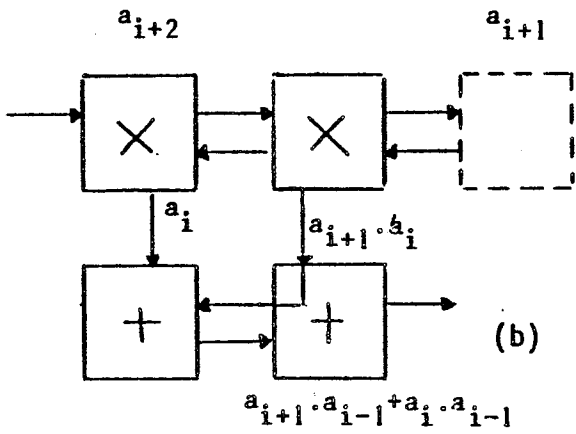 a_{i+2} a_{i+1}
× ×
a_i a_{i+1}.a_i
+ +
(b)
a_{i+1}.a_{i-1}+a_i.a_{i-1}